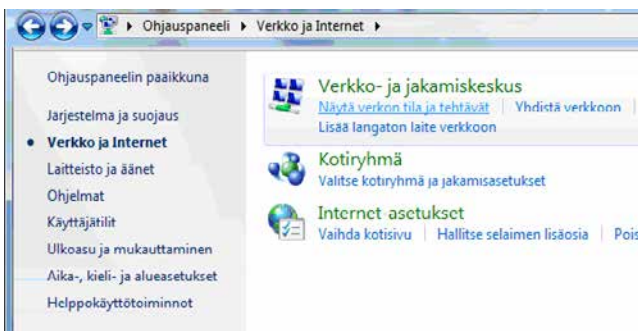 Ohjauspaneeli ▸ Verkko ja Internet ▸
Ohjauspaneelin pääikkuna
Järjestelmä ja suojaus
• Verkko ja Internet
Laitteisto ja äänet
Ohjelmat
Käyttäjätilit
Ulkoasu ja mukauttaminen
Aika-, kieli- ja alueasetukset
Helppokäyttötoiminnot
Verkko- ja jakamiskeskus
Näytä verkon tila ja tehtävät | Yhdistä verkkoon |
Lisää langaton laite verkkoon
Kotiryhmä
Valitse kotiryhmä ja jakamisasetukset
Internet-asetukset
Vaihda kotisivu | Hallitse selaimen lisäosia | Pois